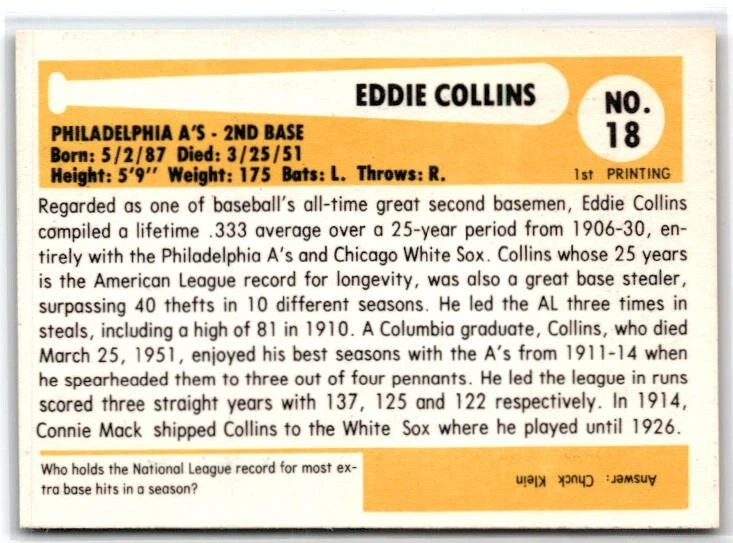 EDDIE COLLINS
NO.
18
PHILADELPHIA A'S - 2ND BASE
Born: 5/2/87 Died: 3/25/51
Height: 5'9" Weight: 175 Bats: L. Throws: R.
1st PRINTING
Regarded as one of baseball's all-time great second basemen, Eddie Collins
compiled a lifetime .333 average over a 25-year period from 1906-30, en-
tirely with the Philadelphia A's and Chicago White Sox. Collins whose 25 years
is the American League record for longevity, was also a great base stealer,
surpassing 40 thefts in 10 different seasons. He led the AL three times in
steals, including a high of 81 in 1910. A Columbia graduate, Collins, who died
March 25, 1951, enjoyed his best seasons with the A's from 1911-14 when
he spearheaded them to three out of four pennants. He led the league in runs
scored three straight years with 137, 125 and 122 respectively. In 1914,
Connie Mack shipped Collins to the White Sox where he played until 1926.
Who holds the National League record for most ex-
tra base hits in a season?
Answer: Chuck Klein